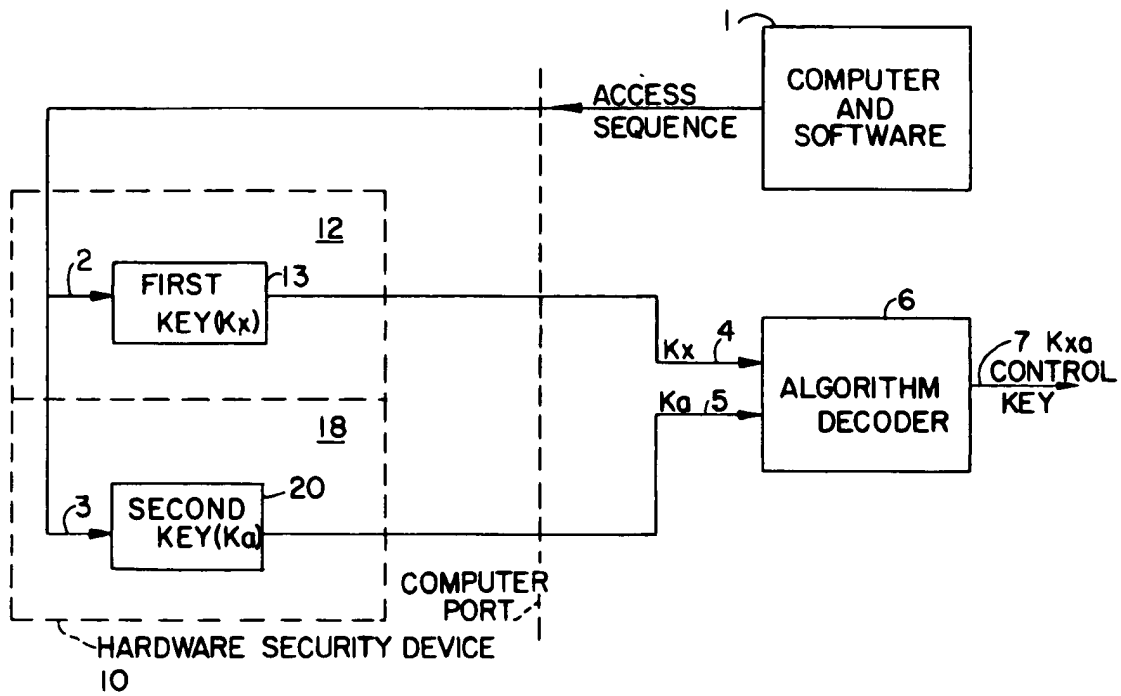 1
COMPUTER
AND
SOFTWARE
ACCESS
SEQUENCE
12
2
FIRST
KEY(Kx)
13
6
Kx
4
Ka
5
ALGORITHM
DECODER
7 Kxa
CONTROL
KEY
18
3
SECOND
KEY(Ka)
20
COMPUTER
PORT
HARDWARE SECURITY DEVICE
10